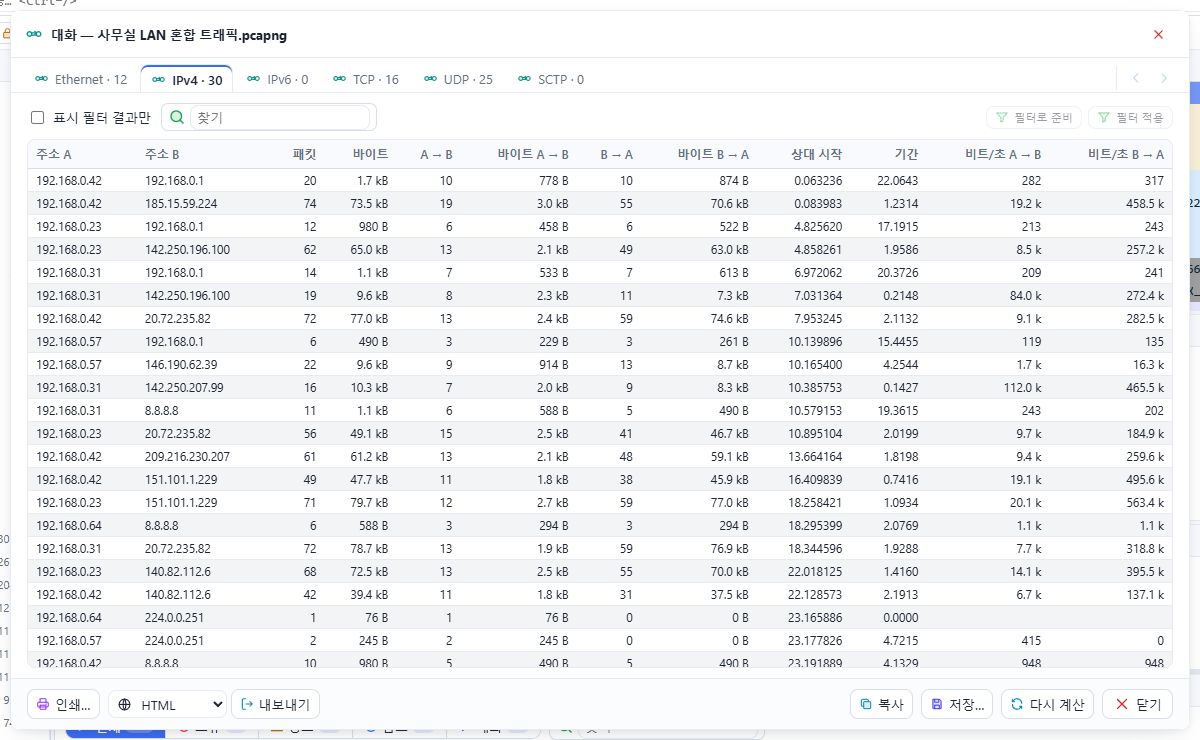 대화 — 사무실 LAN 혼합 트래픽.pcapng
Ethernet · 12 IPv4 · 30 IPv6 · 0 TCP · 16 UDP · 25 SCTP · 0
표시 필터 결과만 찾기 필터로 준비 필터 적용
주소 A 주소 B 패킷 바이트 A → B 바이트 A → B B → A 바이트 B → A 상대 시작 기간 비트/초 A → B 비트/초 B → A
192.168.0.42 192.168.0.1 20 1.7 kB 10 778 B 10 874 B 0.063236 22.0643 282 317
192.168.0.42 185.15.59.224 74 73.5 kB 19 3.0 kB 55 70.6 kB 0.083983 1.2314 19.2 k 458.5 k
192.168.0.23 192.168.0.1 12 980 B 6 458 B 6 522 B 4.825620 17.1915 213 243
192.168.0.23 142.250.196.100 62 65.0 kB 13 2.1 kB 49 63.0 kB 4.858261 1.9586 8.5 k 257.2 k
192.168.0.31 192.168.0.1 14 1.1 kB 7 533 B 7 613 B 6.972062 20.3726 209 241
192.168.0.31 142.250.196.100 19 9.6 kB 8 2.3 kB 11 7.3 kB 7.031364 0.2148 84.0 k 272.4 k
192.168.0.42 20.72.235.82 72 77.0 kB 13 2.4 kB 59 74.6 kB 7.953245 2.1132 9.1 k 282.5 k
192.168.0.57 192.168.0.1 6 490 B 3 229 B 3 261 B 10.139896 15.4455 119 135
192.168.0.57 146.190.62.39 22 9.6 kB 9 914 B 13 8.7 kB 10.165400 4.2544 1.7 k 16.3 k
192.168.0.31 142.250.207.99 16 10.3 kB 7 2.0 kB 9 8.3 kB 10.385753 0.1427 112.0 k 465.5 k
192.168.0.31 8.8.8.8 11 1.1 kB 6 588 B 5 490 B 10.579153 19.3615 243 202
192.168.0.23 20.72.235.82 56 49.1 kB 15 2.5 kB 41 46.7 kB 10.895104 2.0199 9.7 k 184.9 k
192.168.0.42 209.216.230.207 61 61.2 kB 13 2.1 kB 48 59.1 kB 13.664164 1.8198 9.4 k 259.6 k
192.168.0.42 151.101.1.229 49 47.7 kB 11 1.8 kB 38 45.9 kB 16.409839 0.7416 19.1 k 495.6 k
192.168.0.23 151.101.1.229 71 79.7 kB 12 2.7 kB 59 77.0 kB 18.258421 1.0934 20.1 k 563.4 k
192.168.0.64 8.8.8.8 6 588 B 3 294 B 3 294 B 18.295399 2.0769 1.1 k 1.1 k
192.168.0.31 20.72.235.82 72 78.7 kB 13 1.9 kB 59 76.9 kB 18.344596 1.9288 7.7 k 318.8 k
192.168.0.23 140.82.112.6 68 72.5 kB 13 2.5 kB 55 70.0 kB 22.018125 1.4160 14.1 k 395.5 k
192.168.0.42 140.82.112.6 42 39.4 kB 11 1.8 kB 31 37.5 kB 22.128573 2.1913 6.7 k 137.1 k
192.168.0.64 224.0.0.251 1 76 B 1 76 B 0 0 B 23.165886 0.0000
192.168.0.57 224.0.0.251 2 245 B 2 245 B 0 0 B 23.177826 4.7215 415 0
192.168.0.42 8.8.8.8 10 980 B 5 490 B 5 490 B 23.191889 4.1329 948 948
인쇄... HTML 내보내기 복사 저장... 다시 계산 닫기